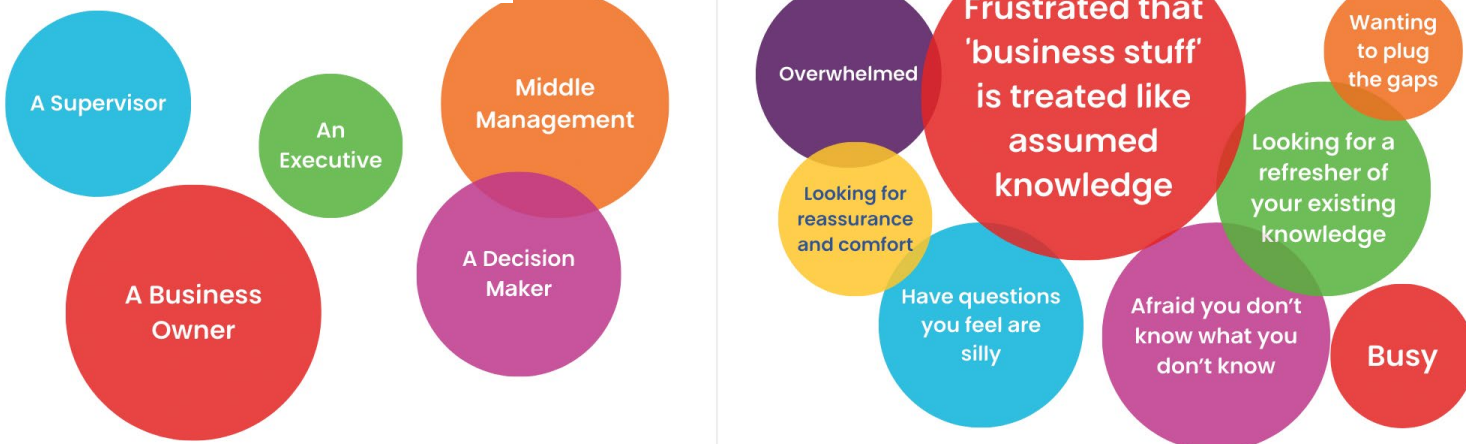 A Supervisor
An
Executive
Middle
Management
A Business
Owner
A Decision
Maker
Overwhelmed
Frustrated that
'business stuff'
is treated like
assumed
knowledge
Wanting
to plug
the gaps
Looking for
reassurance
and comfort
Looking for a
refresher of
your existing
knowledge
Have questions
you feel are
silly
Afraid you don't
know what you
don't know
Busy